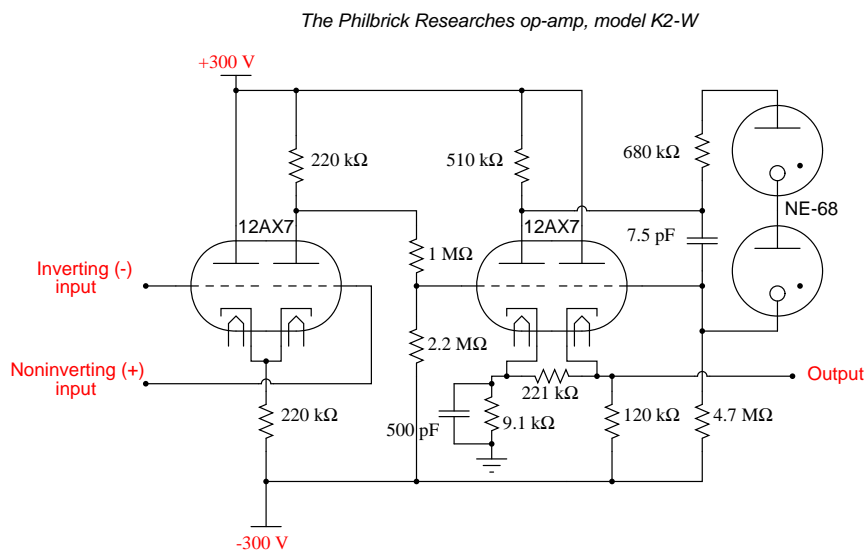 The Philbrick Researches op-amp, model K2-W
+300 V
220 kΩ
510 kΩ
680 kΩ
NE-68
12AX7
12AX7
7.5 pF
1 MΩ
Inverting (-)
input
2.2 MΩ
Noninverting (+)
input
Output
221 kΩ
220 kΩ
500 pF
9.1 kΩ
120 kΩ
4.7 MΩ
-300 V